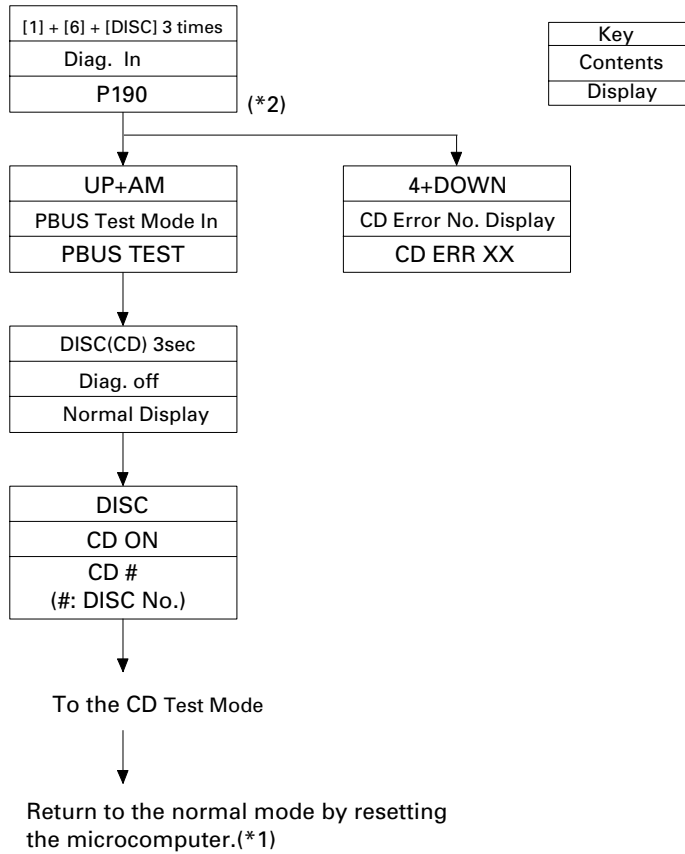 [1] + [6] + [DISC] 3 times
Diag. In
P190
(*2)
Key
Contents
Display
UP+AM
PBUS Test Mode In
PBUS TEST
4+DOWN
CD Error No. Display
CD ERR XX
DISC(CD) 3sec
Diag. off
Normal Display
DISC
CD ON
CD #
(#: DISC No.)
To the CD Test Mode
Return to the normal mode by resetting
the microcomputer.(*1)